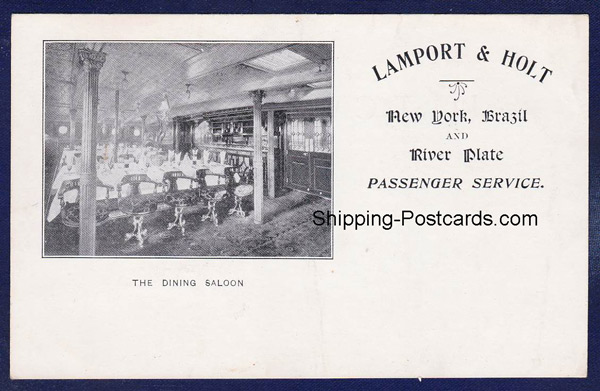 LAMPORT & HOLT
New York, Brazil
AND
River Plate
PASSENGER SERVICE.
Shipping-Postcards.com
THE DINING SALOON